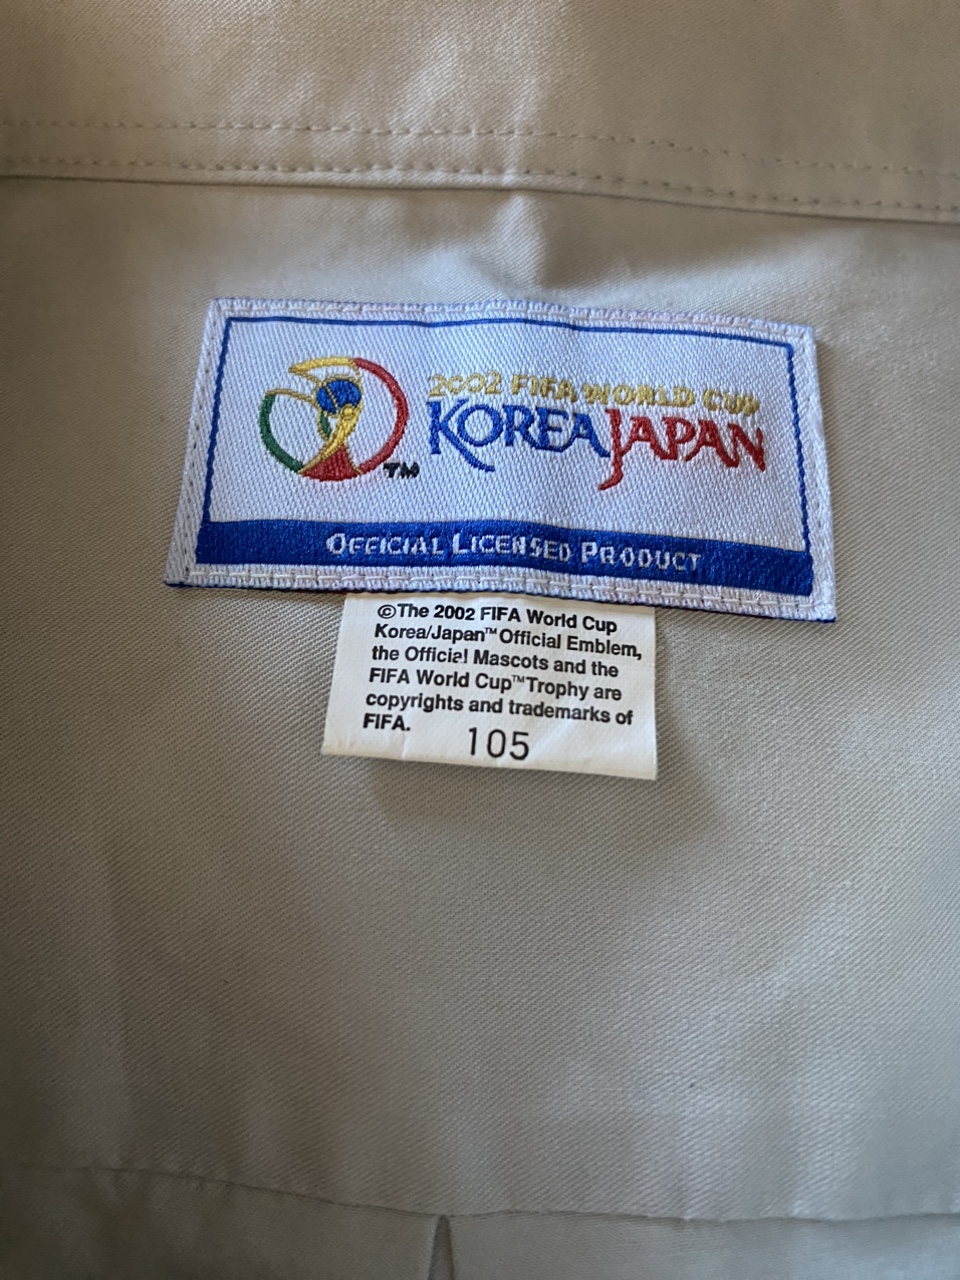 2002 FIFA WORLD CUP
KOREA JAPAN
TM
OFFICIAL LICENSED PRODUCT
©The 2002 FIFA World Cup
Korea/Japan™ Official Emblem,
the Official Mascots and the
FIFA World Cup™ Trophy are
copyrights and trademarks of
FIFA.
105